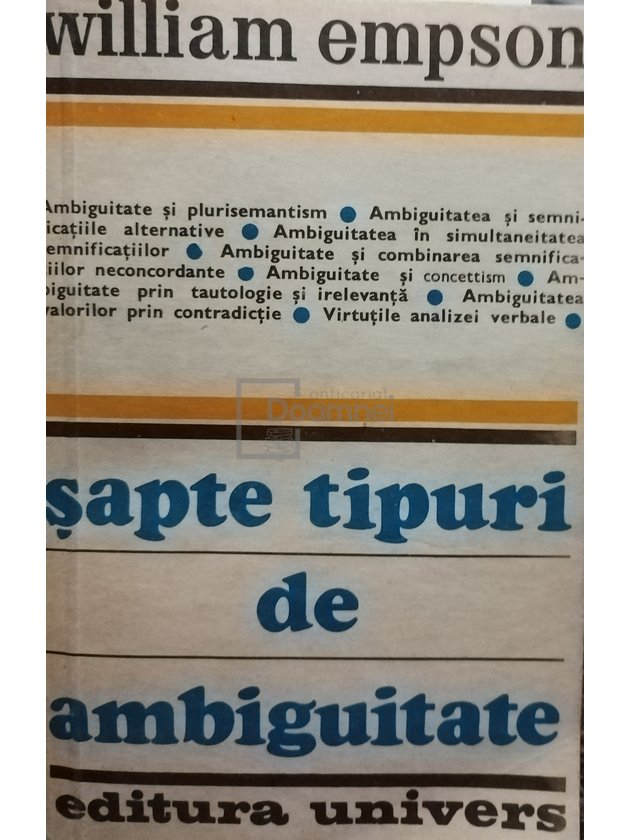 william empson
Ambiguitate și plurisemantism ● Ambiguitatea și semni-
ficațiile alternative ● Ambiguitatea în simultaneitatea
semnificațiilor ● Ambiguitate și combinarea semnifica-
țiilor neconcordante ● Ambiguitate și concettism ● Am-
biguitate prin tautologie și irelevanță ● Ambiguitatea
valorilor prin contradicție ● Virtuțile analizei verbale ●
anticariat
Doamnei
șapte tipuri
de
ambiguitate
editura univers